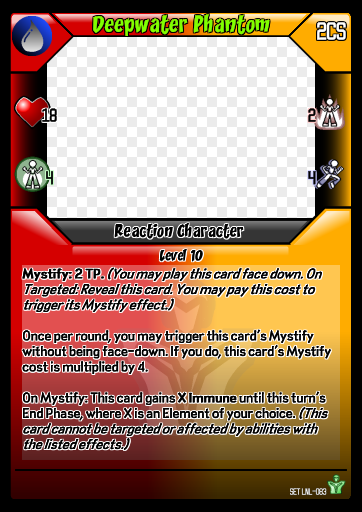 Deepwater Phantom
2CS
18
2
4
4
Reaction Character
Level 10
Mystify: 2 TP. (You may play this card face down. On
Targeted: Reveal this card. You may pay this cost to
trigger its Mystify effect.)
Once per round, you may trigger this card's Mystify
without being face-down. If you do, this card's Mystify
cost is multiplied by 4.
On Mystify: This card gains X Immune until this turn's
End Phase, where X is an Element of your choice. (This
card cannot be targeted or affected by abilities with
the listed effects.)
SET LNL-083